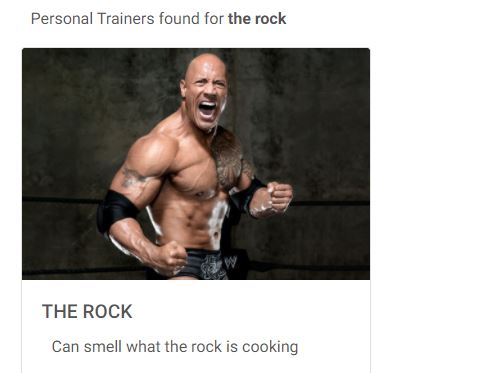 Personal Trainers found for the rock
THE ROCK
Can smell what the rock is cooking